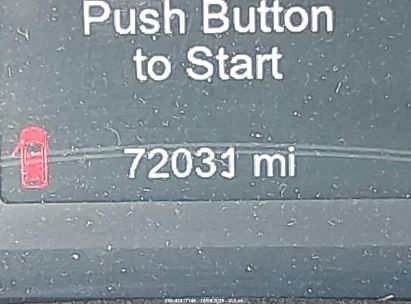 Push Button
to Start
72031 mi